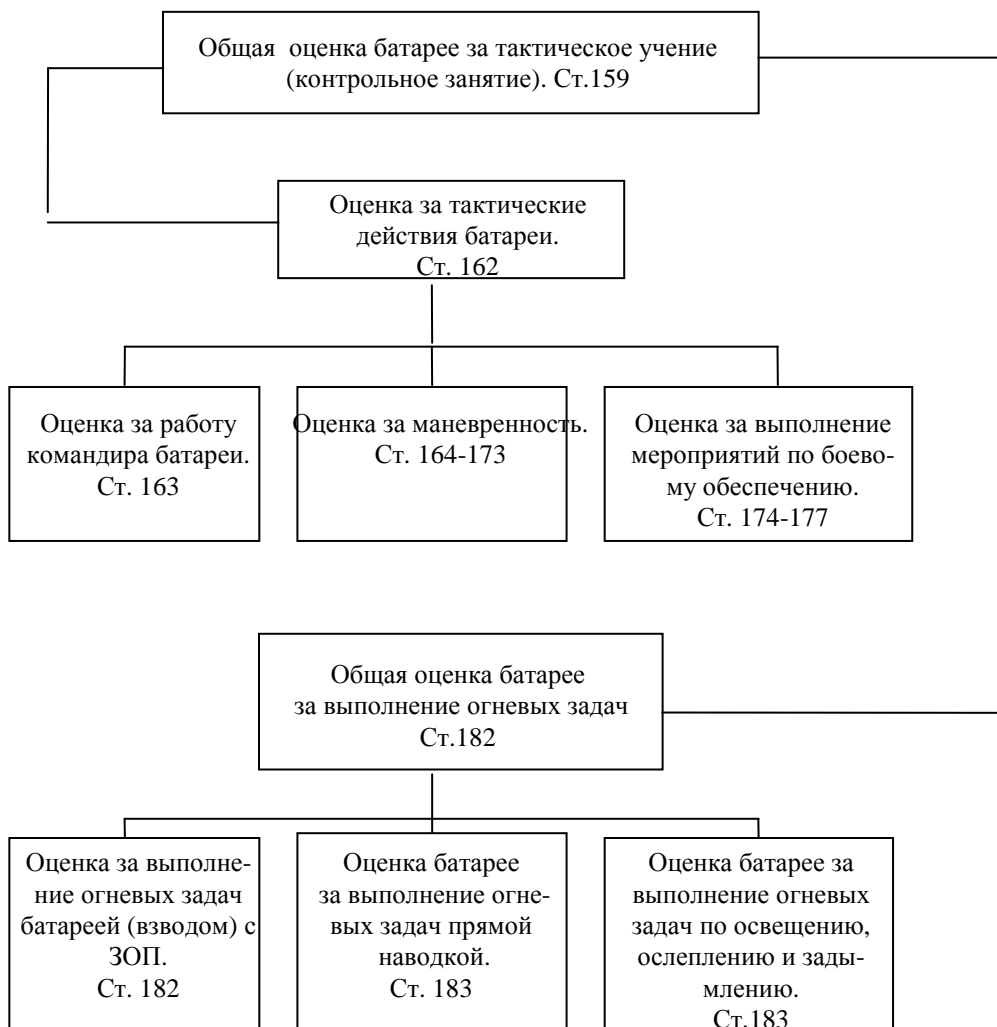 Общая оценка батарее за тактическое учение
(контрольное занятие). Ст.159
Оценка за тактические
действия батареи.
Ст. 162
Оценка за работу
командира батареи.
Ст. 163
Оценка за маневренность.
Ст. 164-173
Оценка за выполнение
мероприятий по боево-
му обеспечению.
Ст. 174-177
Общая оценка батарее
за выполнение огневых задач
Ст.182
Оценка за выполне-
ние огневых задач
батареей (взводом) с
ЗОП.
Ст. 182
Оценка батарее
за выполнение огне-
вых задач прямой
наводкой.
Ст. 183
Оценка батарее за
выполнение огневых
задач по освещению,
ослеплению и зады-
млению.
Ст.183